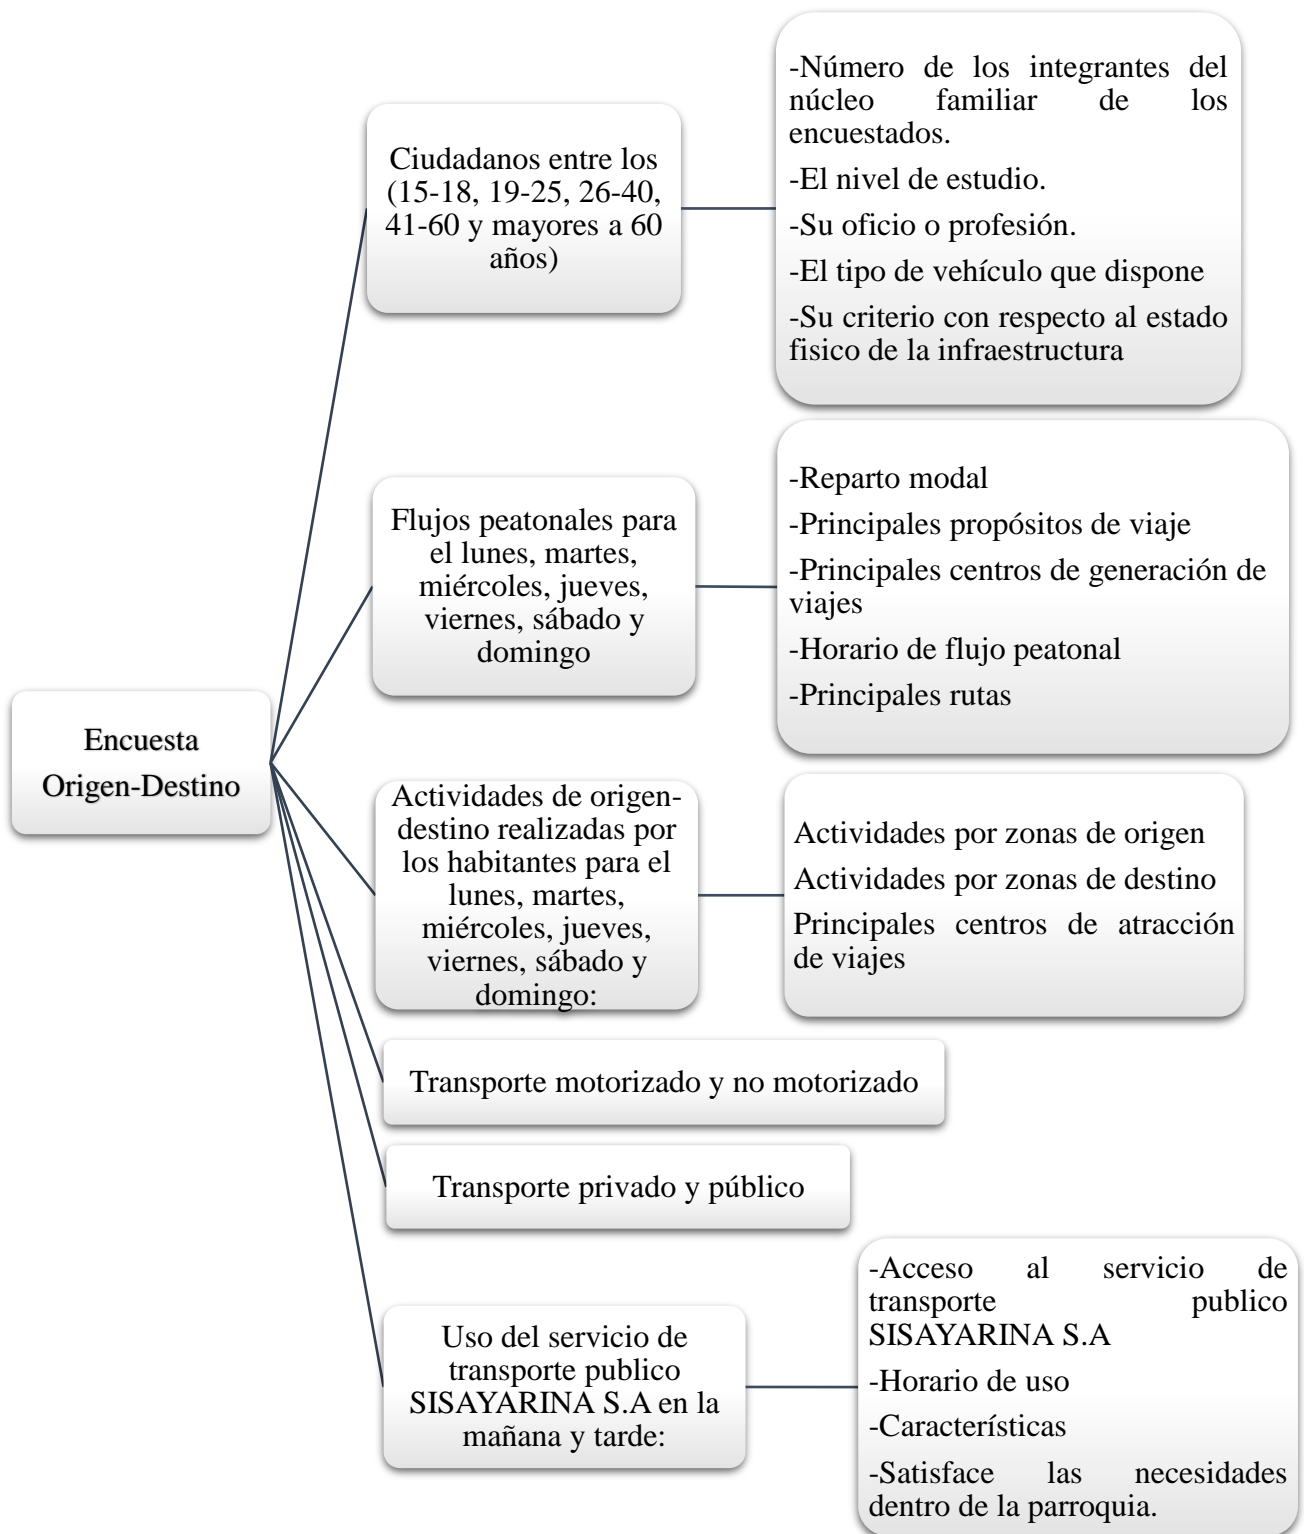 Encuesta
Origen-Destino
Ciudadanos entre los
(15-18, 19-25, 26-40,
41-60 y mayores a 60
años)
-Número de los integrantes del
núcleo familiar de los
encuestados.
-El nivel de estudio.
-Su oficio o profesión.
-El tipo de vehículo que dispone
-Su criterio con respecto al estado
fisico de la infraestructura
Flujos peatonales para
el lunes, martes,
miércoles, jueves,
viernes, sábado y
domingo
-Reparto modal
-Principales propósitos de viaje
-Principales centros de generación de
viajes
-Horario de flujo peatonal
-Principales rutas
Actividades de origen-
destino realizadas por
los habitantes para el
lunes, martes,
miércoles, jueves,
viernes, sábado y
domingo:
Actividades por zonas de origen
Actividades por zonas de destino
Principales centros de atracción
de viajes
Transporte motorizado y no motorizado
Transporte privado y público
Uso del servicio de
transporte publico
SISAYARINA S.A en la
mañana y tarde:
-Acceso al servicio de
transporte publico
SISAYARINA S.A
-Horario de uso
-Características
-Satisface las necesidades
dentro de la parroquia.